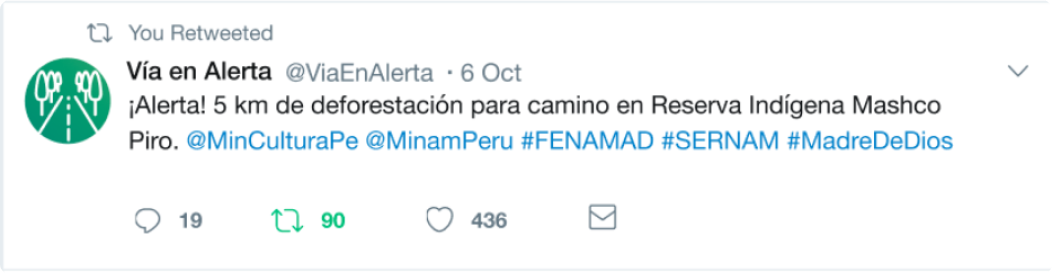 You Retweeted
Vía en Alerta @ViaEnAlerta · 6 Oct
¡Alerta! 5 km de deforestación para camino en Reserva Indígena Mashco
Piro. @MinCulturaPe @MinamPeru #FENAMAD #SERNAM #MadreDeDios
19 90 436